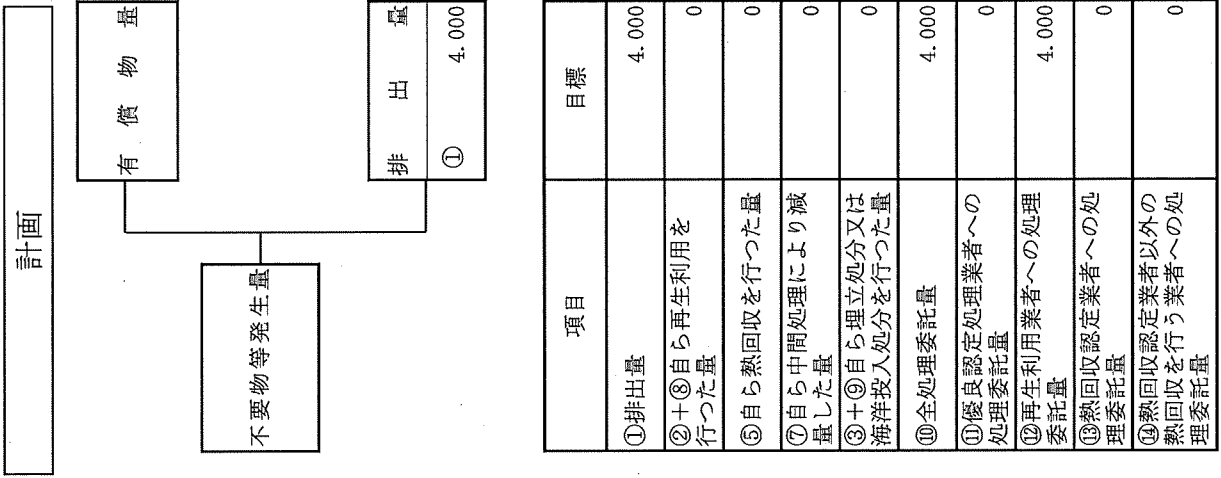 計画
不要物等発生量
有償物量
排出量
① 4.000
項目 目標
①排出量 4.000
②+⑧自ら再生利用を
行つた量 0
⑤自ら熱回収を行つた量 0
⑦自ら中間処理により減
量した量 0
③+⑨自ら埋立処分又は
海洋投入処分を行つた量 0
⑩全処理委託量 4.000
⑪優良認定処理業者への
処理委託量 0
⑫再生利用業者への処理
委託量 4.000
⑬熱回収認定業者への処
理委託量 0
⑭熱回収認定業者以外の
熱回収を行う業者への処
理委託量 0